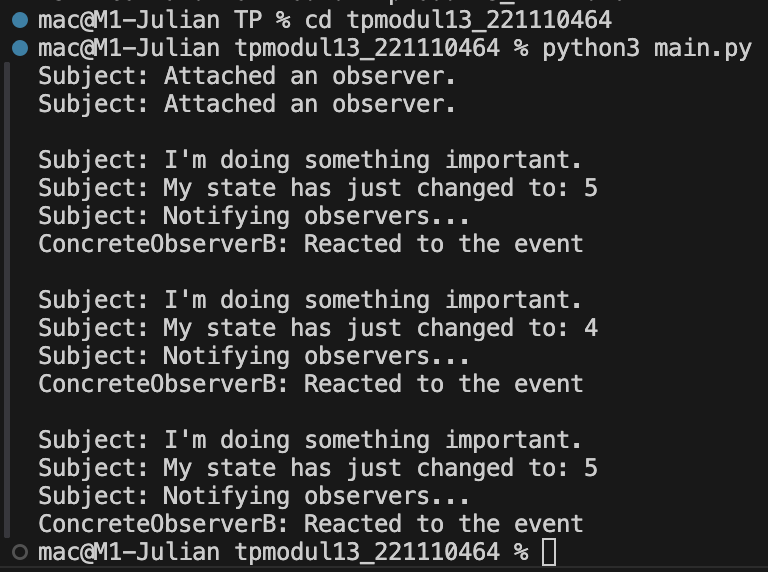 mac@M1-Julian TP % cd tpmodul13_221110464
mac@M1-Julian tpmodul13_221110464 % python3 main.py
Subject: Attached an observer.
Subject: Attached an observer.

Subject: I'm doing something important.
Subject: My state has just changed to: 5
Subject: Notifying observers...
ConcreteObserverB: Reacted to the event

Subject: I'm doing something important.
Subject: My state has just changed to: 4
Subject: Notifying observers...
ConcreteObserverB: Reacted to the event

Subject: I'm doing something important.
Subject: My state has just changed to: 5
Subject: Notifying observers...
ConcreteObserverB: Reacted to the event
mac@M1-Julian tpmodul13_221110464 %